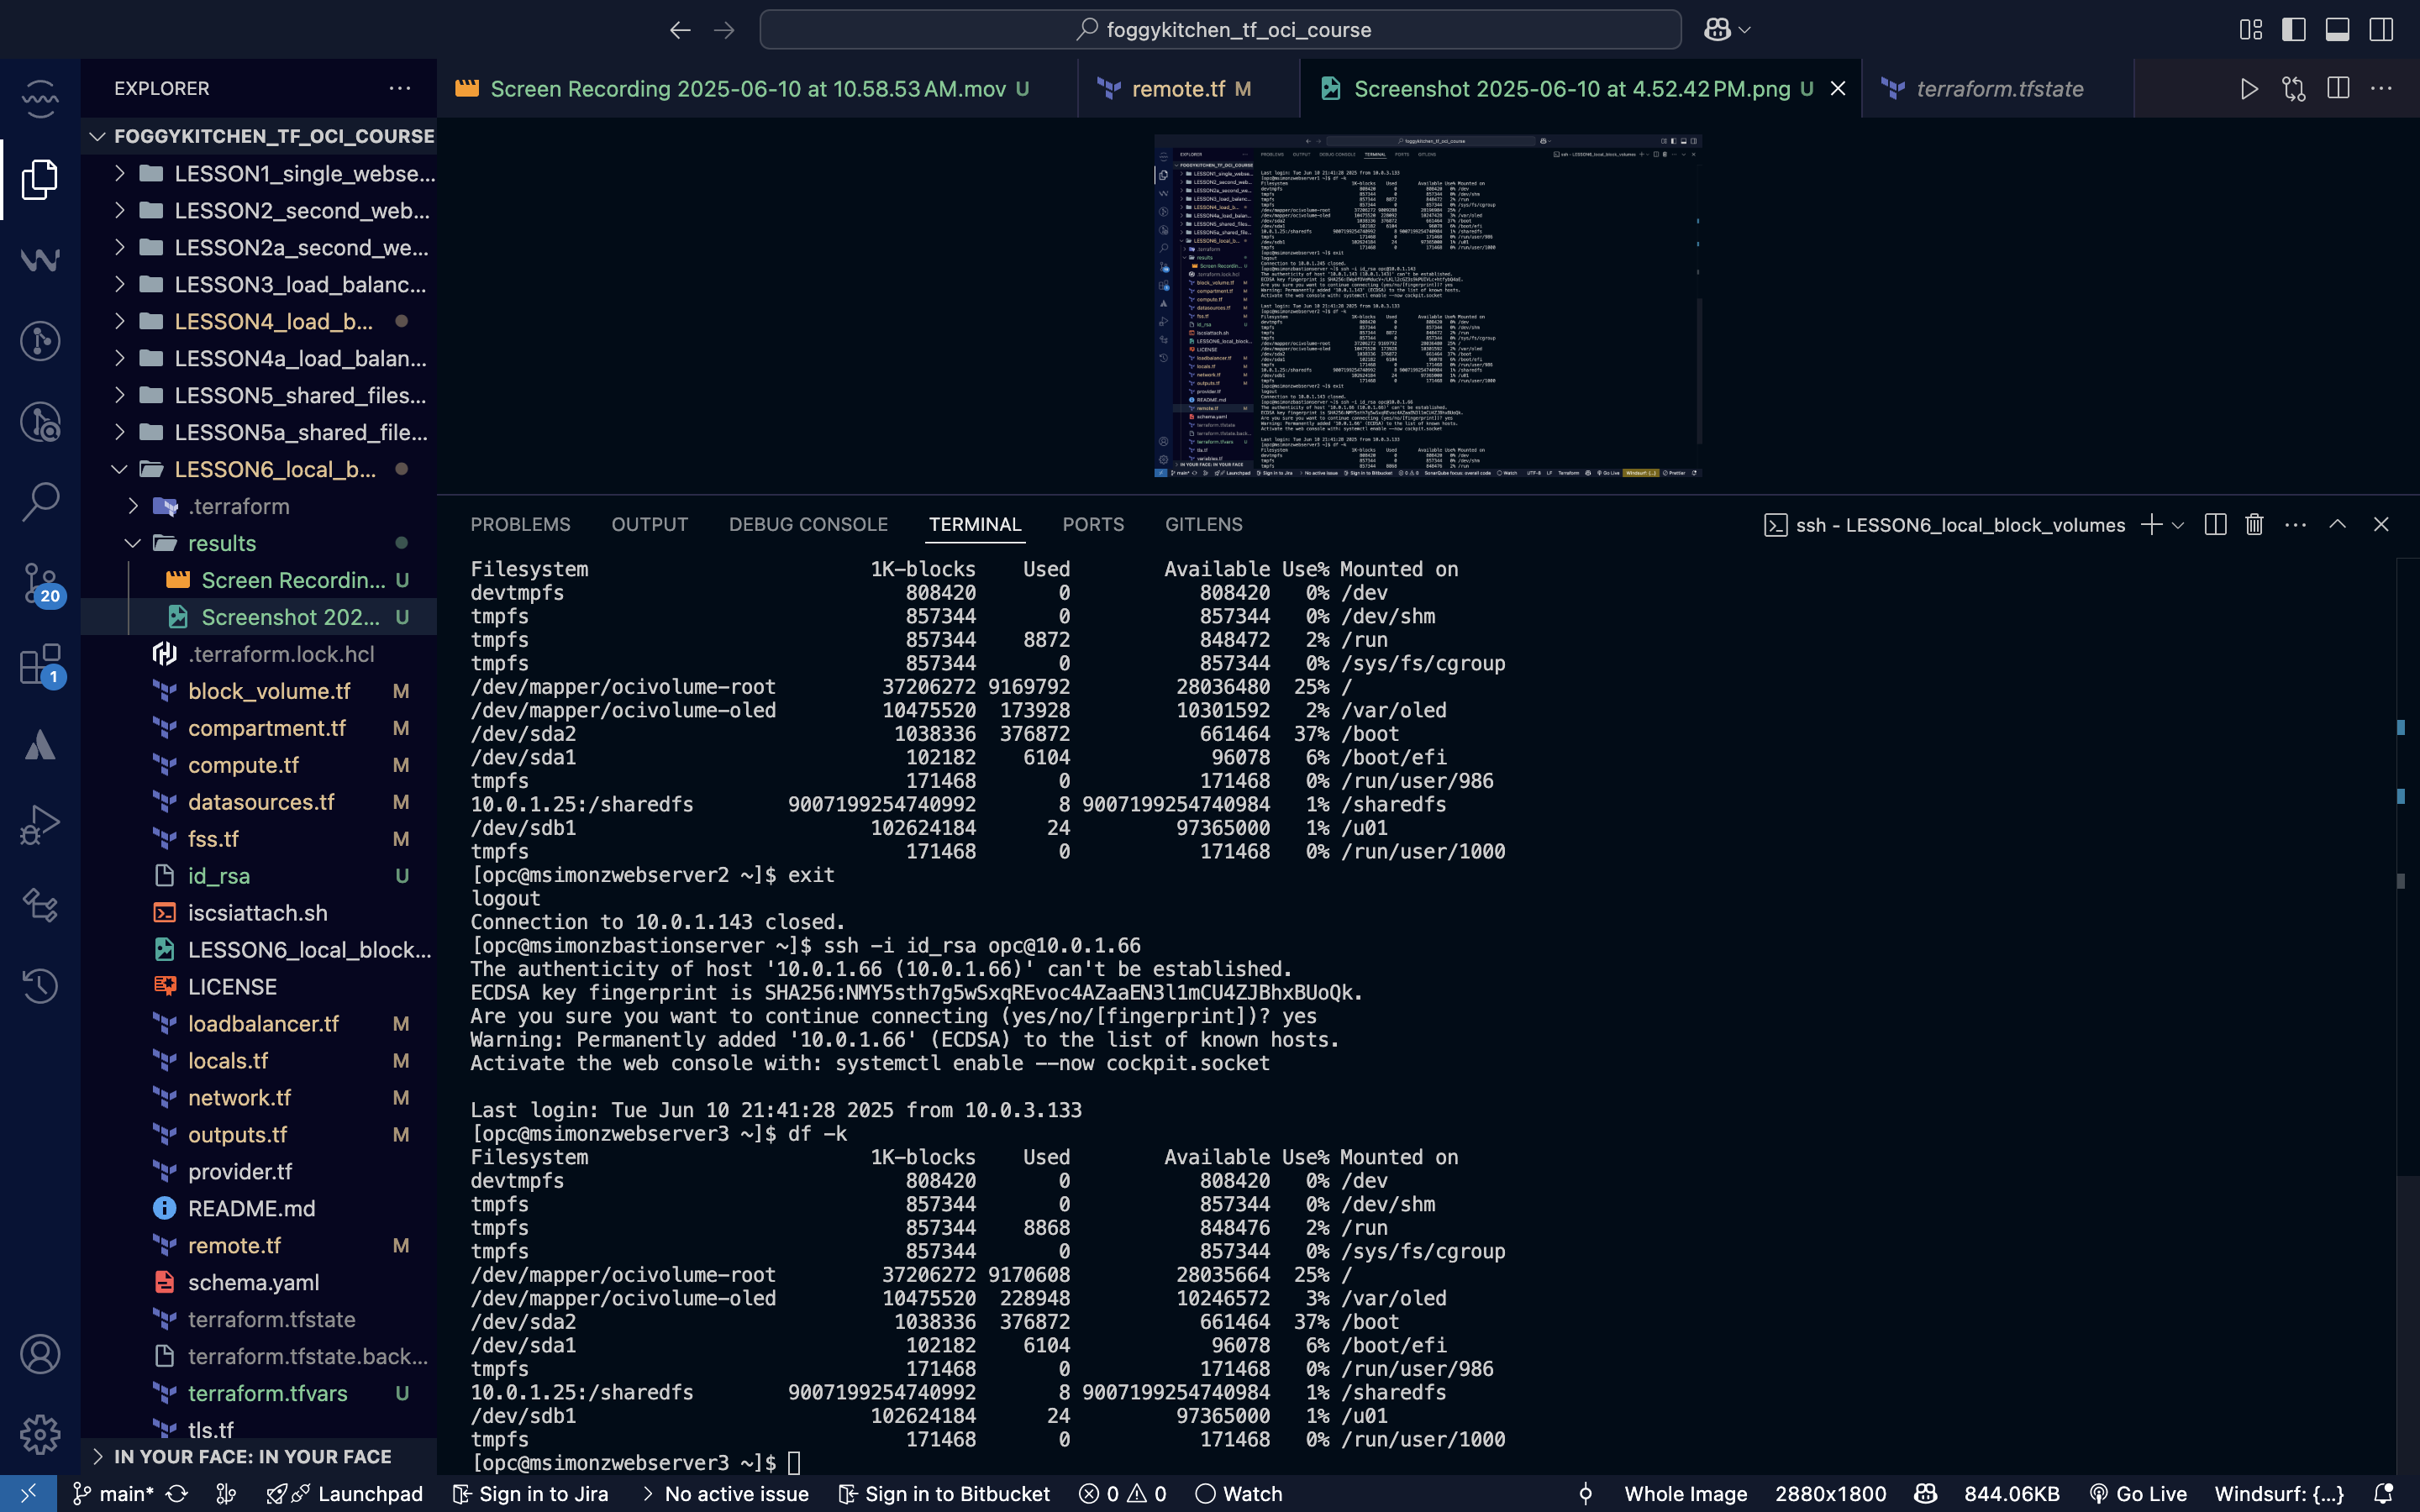 foggykitchen_tf_oci_course
EXPLORER
FOGGYKITCHEN_TF_OCI_COURSE
LESSON1_single_webse...
LESSON2_second_web...
LESSON2a_second_we...
LESSON3_load_balanc...
LESSON4_load_b...
LESSON4a_load_balan...
LESSON5_shared_files...
LESSON5a_shared_file...
LESSON6_local_b...
.terraform
results
Screen Recordin... U
Screenshot 202... U
.terraform.lock.hcl
block_volume.tf M
compartment.tf M
compute.tf M
datasources.tf M
fss.tf M
id_rsa U
iscsiattach.sh
LESSON6_local_block...
LICENSE
loadbalancer.tf M
locals.tf M
network.tf M
outputs.tf M
provider.tf
README.md
remote.tf M
schema.yaml
terraform.tfstate
terraform.tfstate.back...
terraform.tfvars U
tls.tf
IN YOUR FACE: IN YOUR FACE
20
1
Screen Recording 2025-06-10 at 10.58.53 AM.mov U
remote.tf M
Screenshot 2025-06-10 at 4.52.42 PM.png U
terraform.tfstate
PROBLEMS OUTPUT DEBUG CONSOLE TERMINAL PORTS GITLENS
ssh - LESSON6_local_block_volumes
Filesystem 1K-blocks Used Available Use% Mounted on
devtmpfs 808420 0 808420 0% /dev
tmpfs 857344 0 857344 0% /dev/shm
tmpfs 857344 8872 848472 2% /run
tmpfs 857344 0 857344 0% /sys/fs/cgroup
/dev/mapper/ocivolume-root 37206272 9169792 28036480 25% /
/dev/mapper/ocivolume-oled 10475520 173928 10301592 2% /var/oled
/dev/sda2 1038336 376872 661464 37% /boot
/dev/sda1 102182 6104 96078 6% /boot/efi
tmpfs 171468 0 171468 0% /run/user/986
10.0.1.25:/sharedfs 9007199254740992 8 9007199254740984 1% /sharedfs
/dev/sdb1 102624184 24 97365000 1% /u01
tmpfs 171468 0 171468 0% /run/user/1000
[opc@msimonzwebserver2 ~]$ exit
logout
Connection to 10.0.1.143 closed.
[opc@msimonzbastionserver ~]$ ssh -i id_rsa opc@10.0.1.66
The authenticity of host '10.0.1.66 (10.0.1.66)' can't be established.
ECDSA key fingerprint is SHA256:NMY5sth7g5wSxqREvoc4AZaaEN3l1mCU4ZJBhxBUoQk.
Are you sure you want to continue connecting (yes/no/[fingerprint])? yes
Warning: Permanently added '10.0.1.66' (ECDSA) to the list of known hosts.
Activate the web console with: systemctl enable --now cockpit.socket
Last login: Tue Jun 10 21:41:28 2025 from 10.0.3.133
[opc@msimonzwebserver3 ~]$ df -k
Filesystem 1K-blocks Used Available Use% Mounted on
devtmpfs 808420 0 808420 0% /dev
tmpfs 857344 0 857344 0% /dev/shm
tmpfs 857344 8868 848476 2% /run
tmpfs 857344 0 857344 0% /sys/fs/cgroup
/dev/mapper/ocivolume-root 37206272 9170608 28035664 25% /
/dev/mapper/ocivolume-oled 10475520 228948 10246572 3% /var/oled
/dev/sda2 1038336 376872 661464 37% /boot
/dev/sda1 102182 6104 96078 6% /boot/efi
tmpfs 171468 0 171468 0% /run/user/986
10.0.1.25:/sharedfs 9007199254740992 8 9007199254740984 1% /sharedfs
/dev/sdb1 102624184 24 97365000 1% /u01
tmpfs 171468 0 171468 0% /run/user/1000
[opc@msimonzwebserver3 ~]$
main* Launchpad Sign in to Jira No active issue Sign in to Bitbucket 0 0 Watch Whole Image 2880x1800 844.06KB Go Live Windsurf: {...}